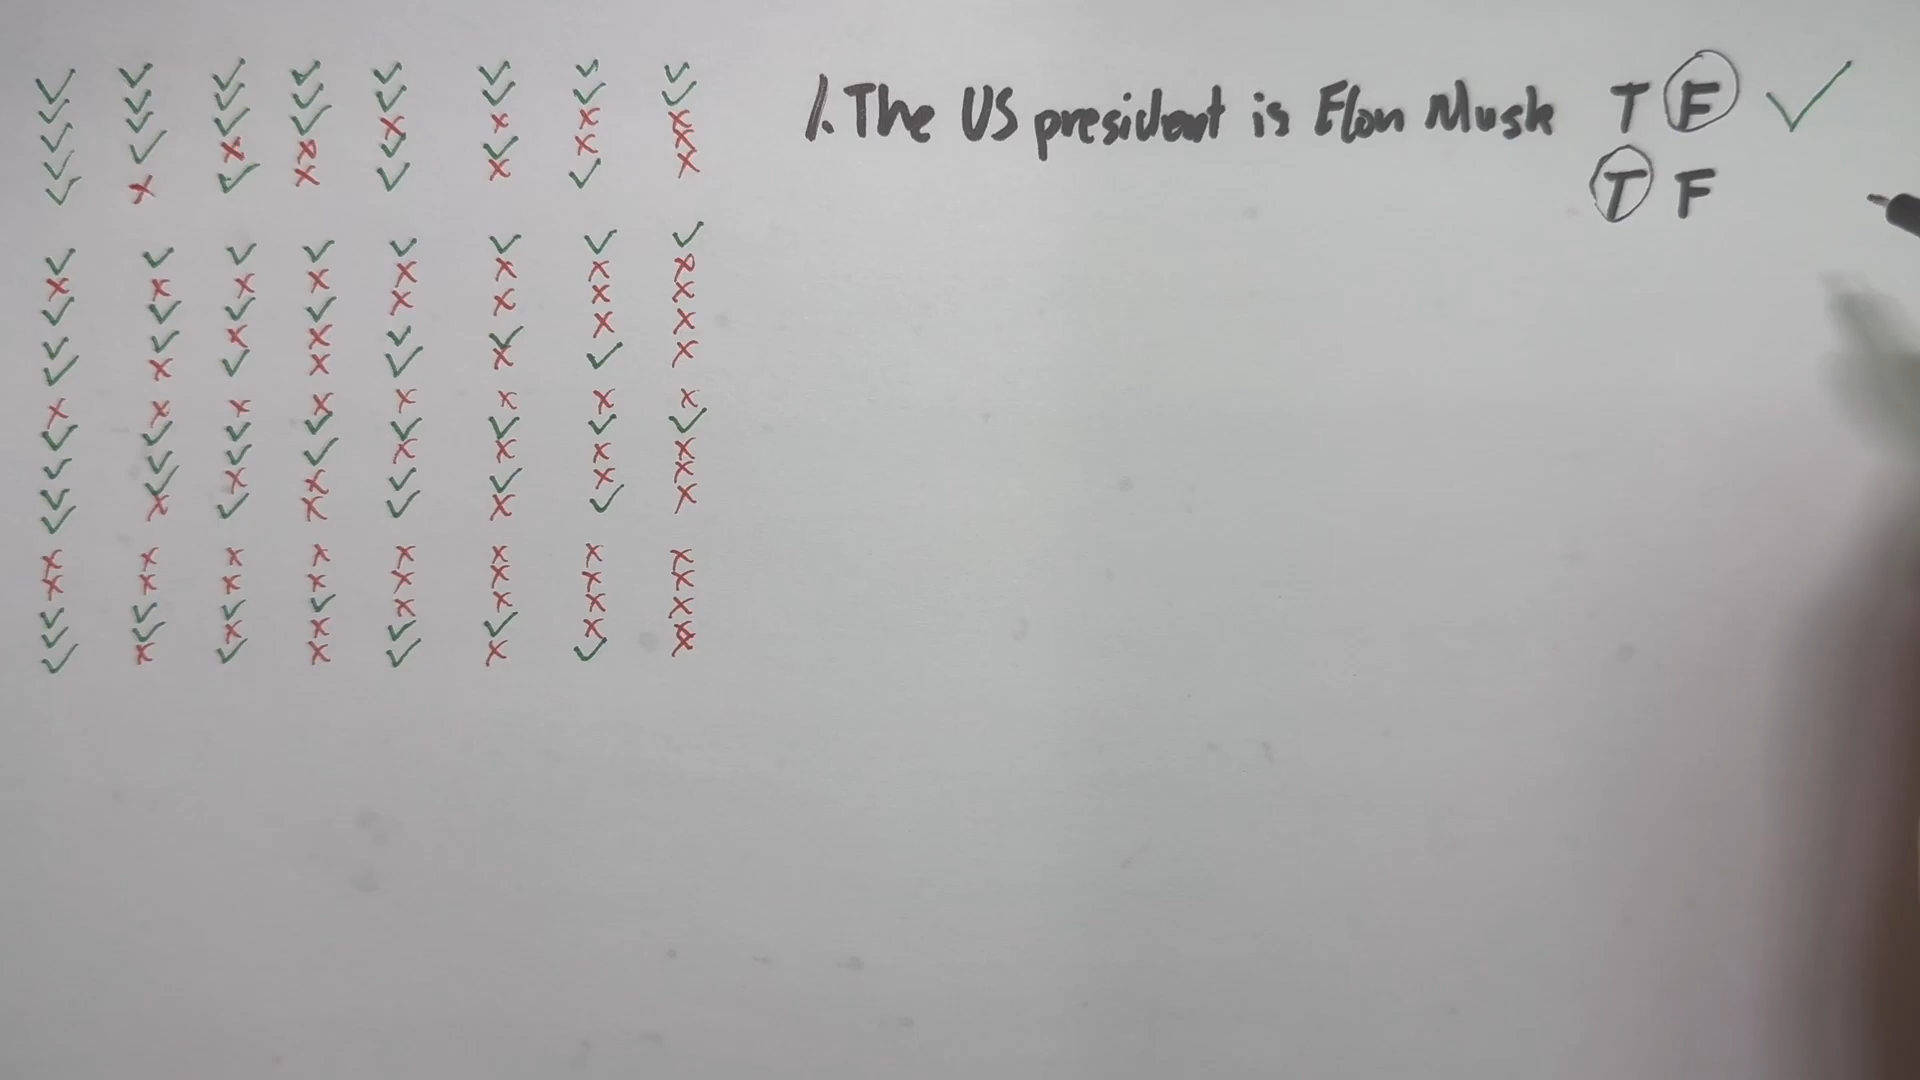 1. The US president is Elon Musk T F ✓
T F